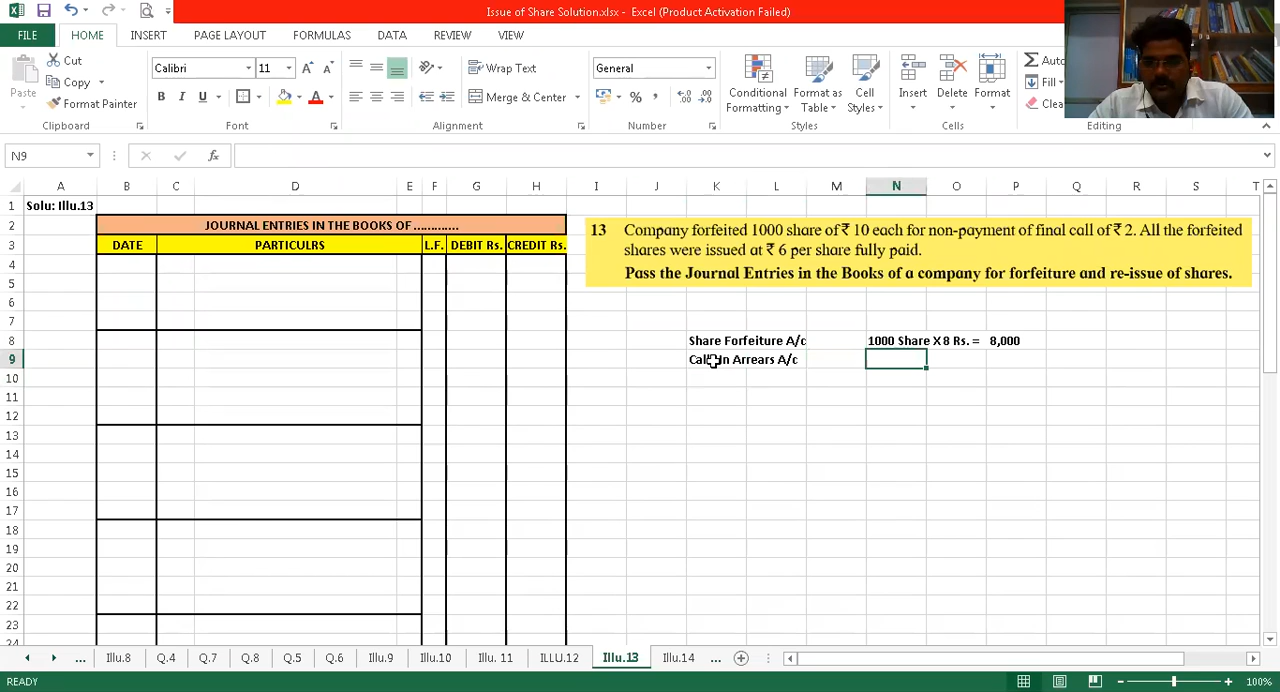 Issue of Share Solution.xlsx - Excel (Product Activation Failed)
FILE HOME INSERT PAGE LAYOUT FORMULAS DATA REVIEW VIEW
Paste
Cut
Copy
Format Painter
Clipboard
Calibri 11
B I U
Font
Wrap Text
Merge & Center
Alignment
General
Number
Conditional Formatting
Format as Table
Cell Styles
Styles
Insert Delete Format
Cells
Σ Auto
Fill
Clea
Editing
N9
fx
A B C D E F G H I J K L M N O P Q R S T
1 Solu: Illu.13
2 JOURNAL ENTRIES IN THE BOOKS OF ............
3 DATE PARTICULRS L.F. DEBIT Rs. CREDIT Rs.
13 Company forfeited 1000 share of ₹ 10 each for non-payment of final call of ₹ 2. All the forfeited
shares were issued at ₹ 6 per share fully paid.
Pass the Journal Entries in the Books of a company for forfeiture and re-issue of shares.
4
5
6
7
8 Share Forfeiture A/c 1000 Share X 8 Rs. = 8,000
9 Call In Arrears A/c
10
11
12
13
14
15
16
17
18
19
20
21
22
23
24
... Illu.8 Q.4 Q.7 Q.8 Q.5 Q.6 Illu.9 Illu.10 Illu. 11 ILLU.12 Illu.13 Illu.14 ...
READY 100%